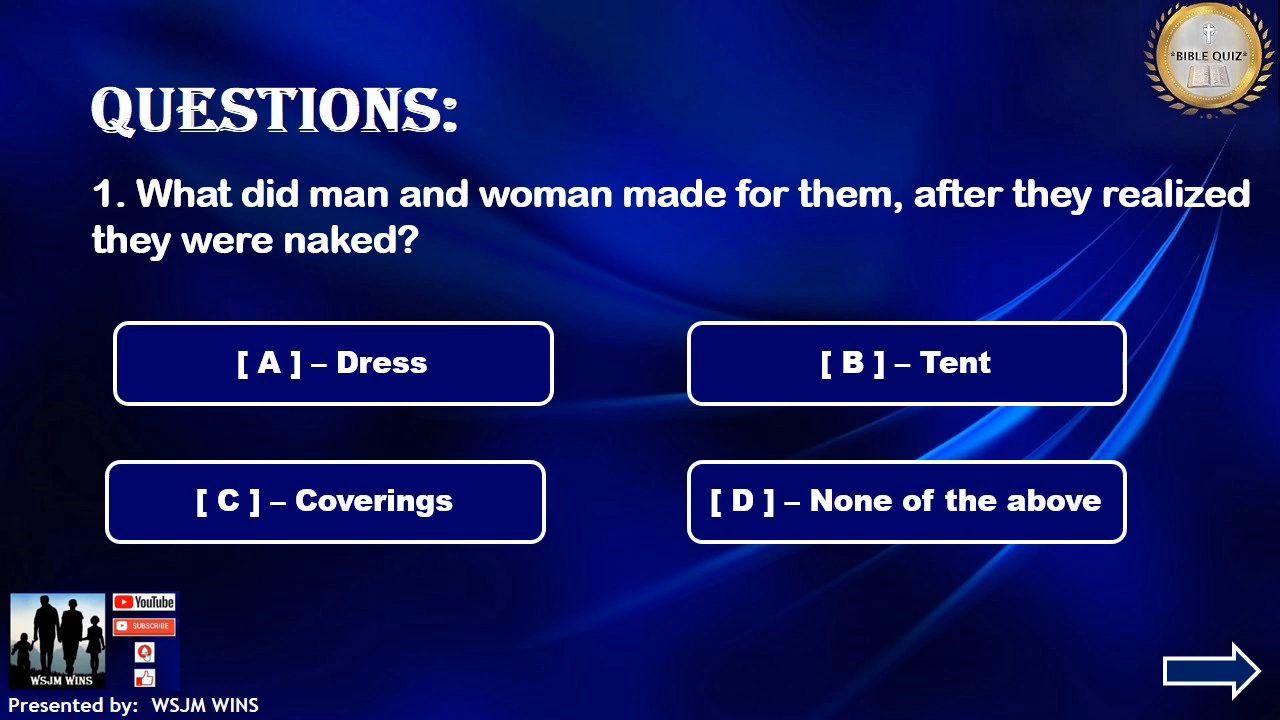 *BIBLE QUIZ*
QUESTIONS:
1. What did man and woman made for them, after they realized
they were naked?
[ A ] – Dress
[ B ] – Tent
[ C ] – Coverings
[ D ] – None of the above
YouTube
SUBSCRIBE
WSJM WINS
Presented by: WSJM WINS